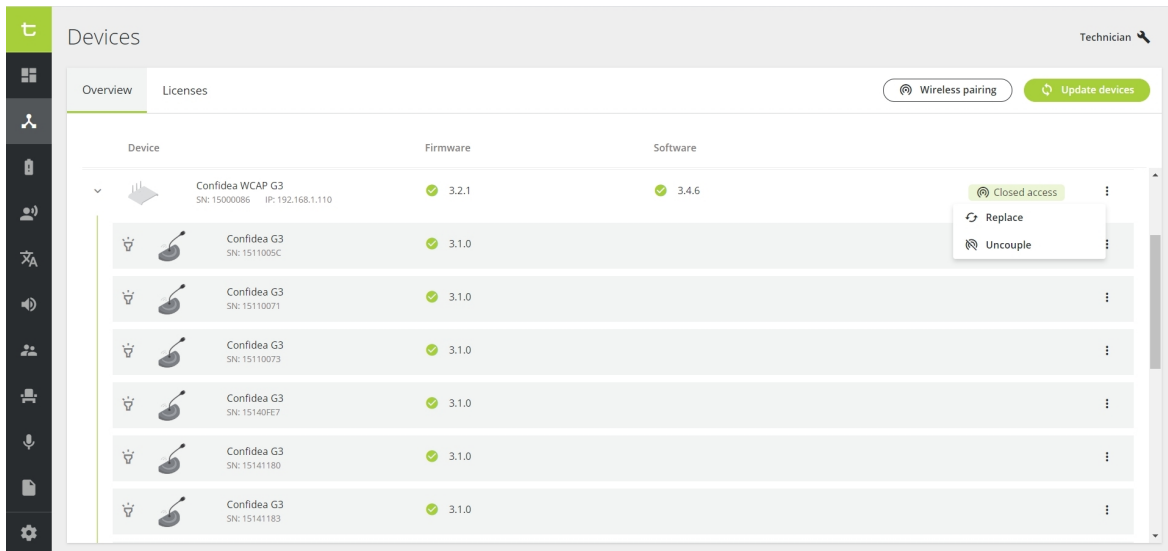 t
Devices
Technician
Overview
Licenses
Wireless pairing
Update devices
Device
Firmware
Software
Confidea WCAP G3
SN: 15000086 IP: 192.168.1.110
3.2.1
3.4.6
Closed access
Replace
Uncouple
Confidea G3
SN: 1511005C
3.1.0
Confidea G3
SN: 15110071
3.1.0
Confidea G3
SN: 15110073
3.1.0
Confidea G3
SN: 15140FE7
3.1.0
Confidea G3
SN: 15141180
3.1.0
Confidea G3
SN: 15141183
3.1.0